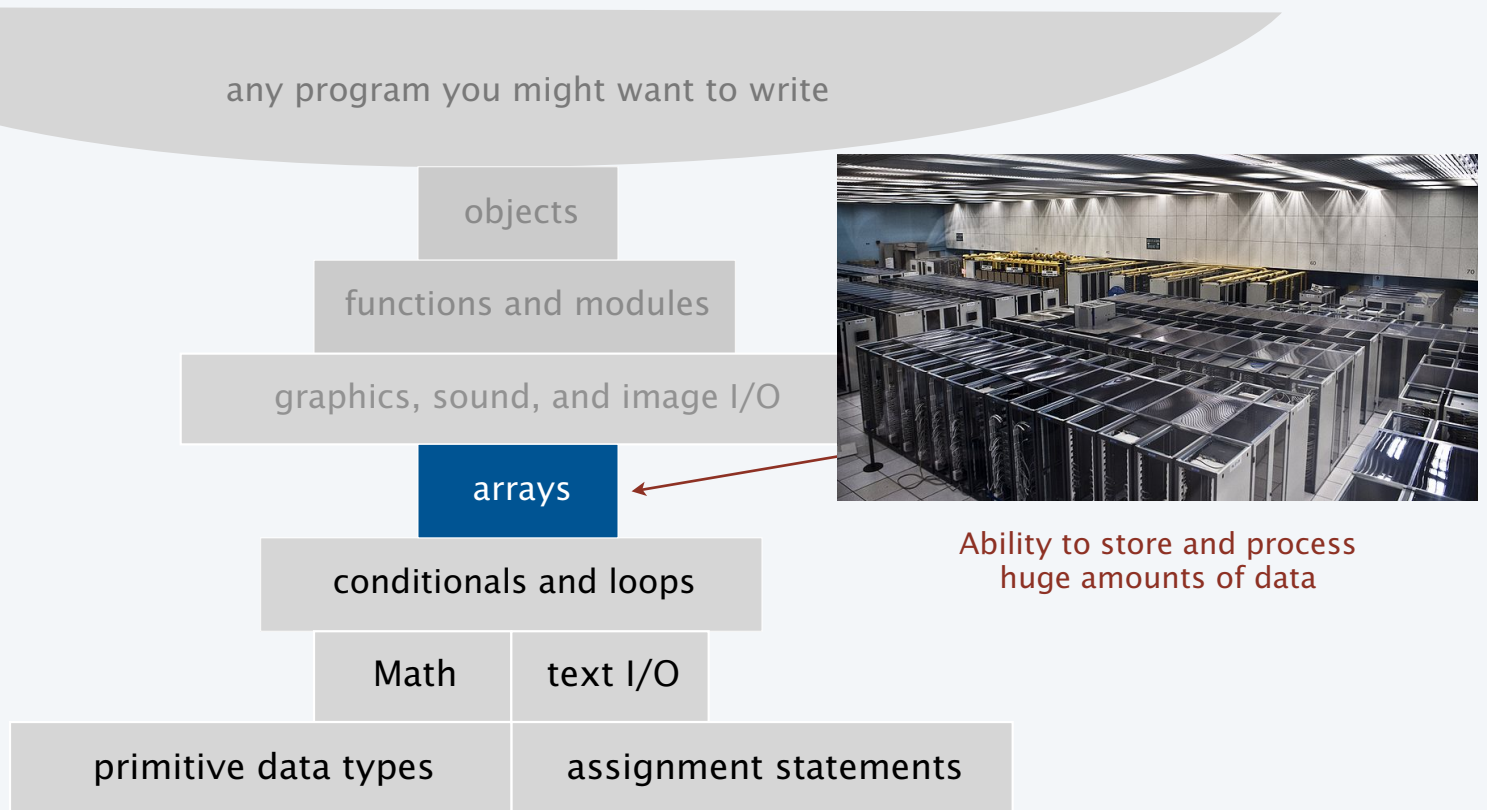 any program you might want to write
objects
functions and modules
graphics, sound, and image I/O
arrays
Ability to store and process
huge amounts of data
conditionals and loops
Math
text I/O
primitive data types
assignment statements